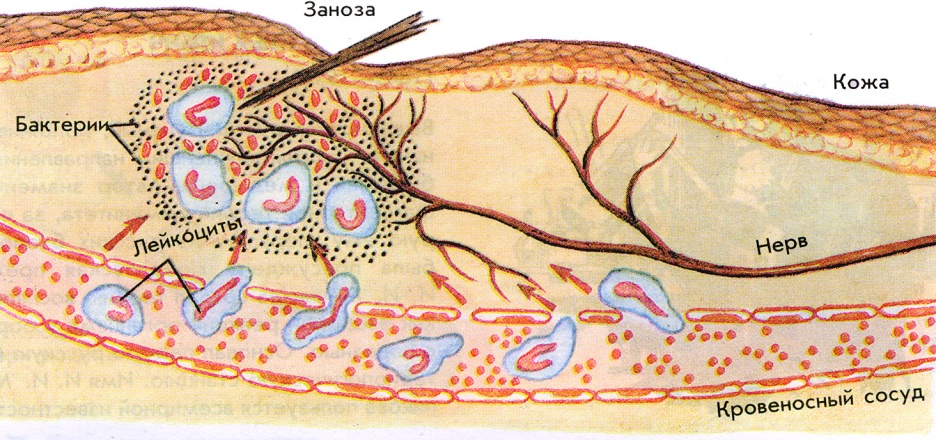 Заноза
Кожа
Бактерии
Лейкоциты
Нерв
Кровеносный сосуд